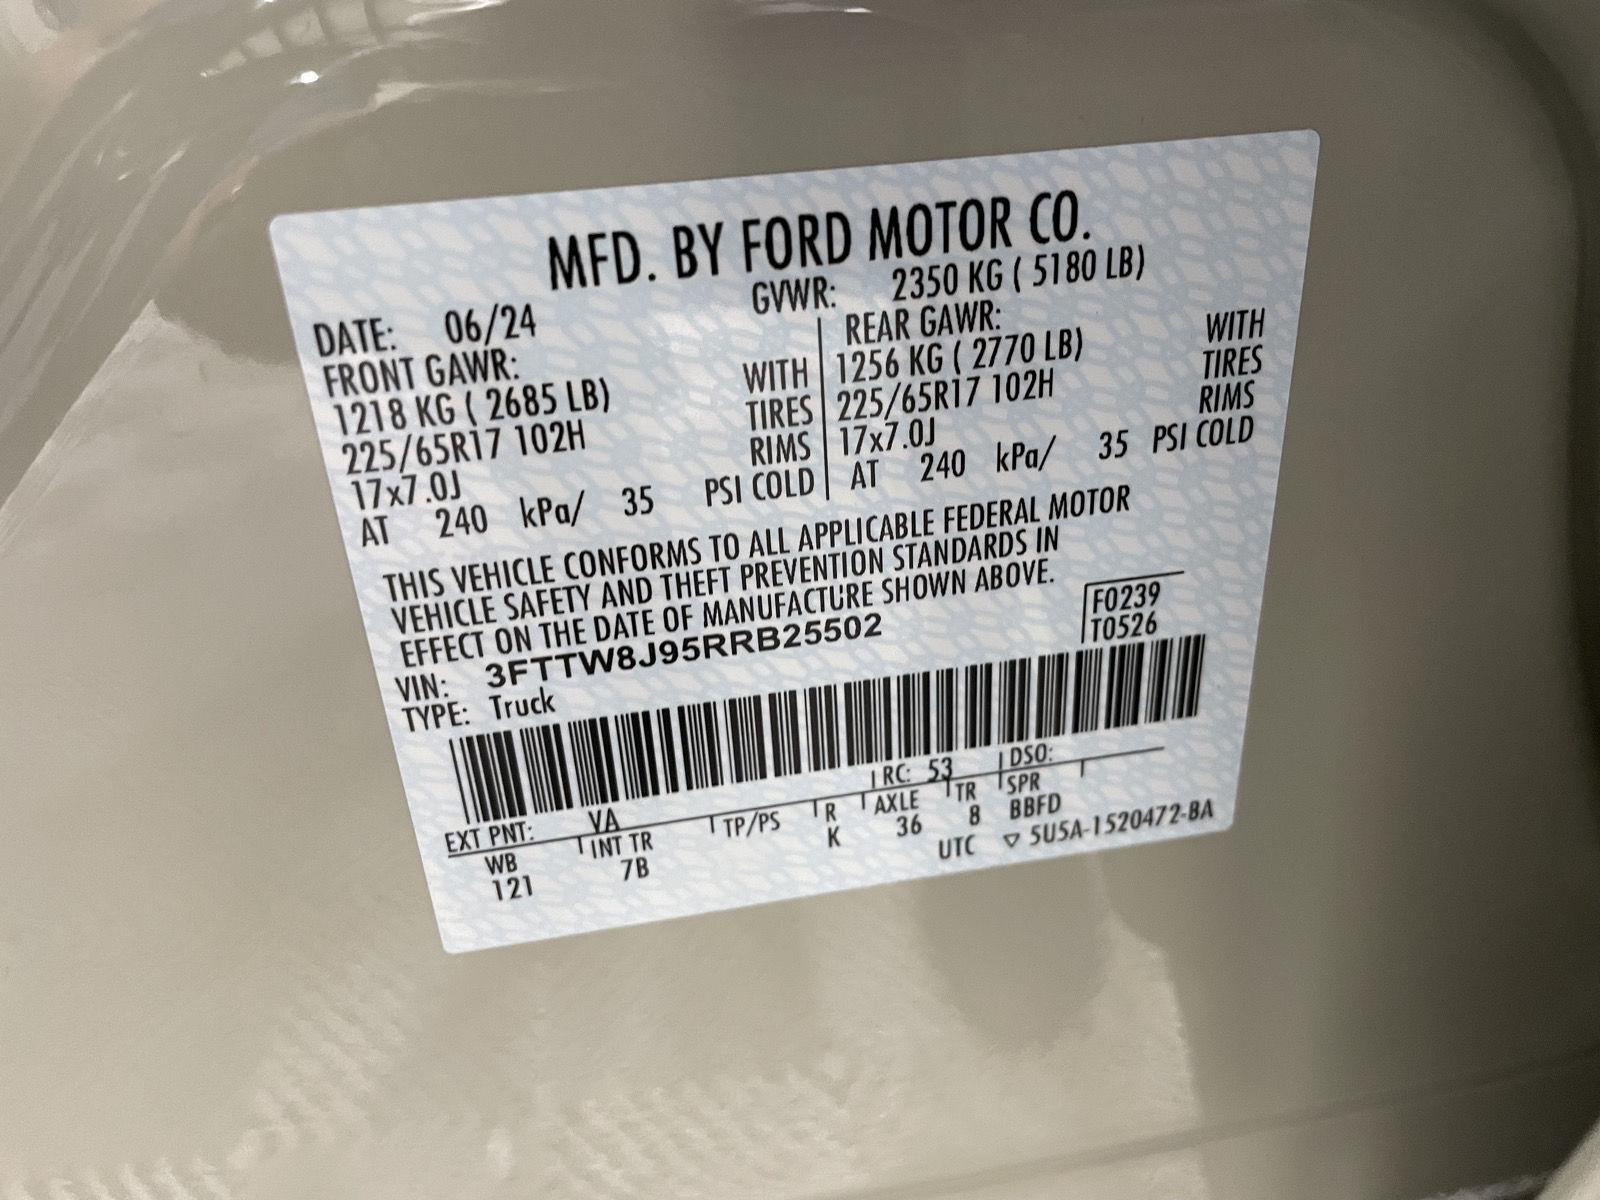 MFD. BY FORD MOTOR CO.
DATE: 06/24 GVWR: 2350 KG ( 5180 LB)
FRONT GAWR: REAR GAWR:
1218 KG ( 2685 LB) WITH 1256 KG ( 2770 LB) WITH
225/65R17 102H TIRES 225/65R17 102H TIRES
17x7.0J RIMS 17x7.0J RIMS
AT 240 kPa/ 35 PSI COLD AT 240 kPa/ 35 PSI COLD
THIS VEHICLE CONFORMS TO ALL APPLICABLE FEDERAL MOTOR
VEHICLE SAFETY AND THEFT PREVENTION STANDARDS IN
EFFECT ON THE DATE OF MANUFACTURE SHOWN ABOVE.
VIN: 3FTTW8J95RRB25502 F0239
TYPE: Truck T0526
EXT PNT: YA RC: 53 DSO:
WB INT TR TP/PS R AXLE TR SPR
121 7B K 36 8 BBFD
UTC ▽ 5U5A-1520472-BA